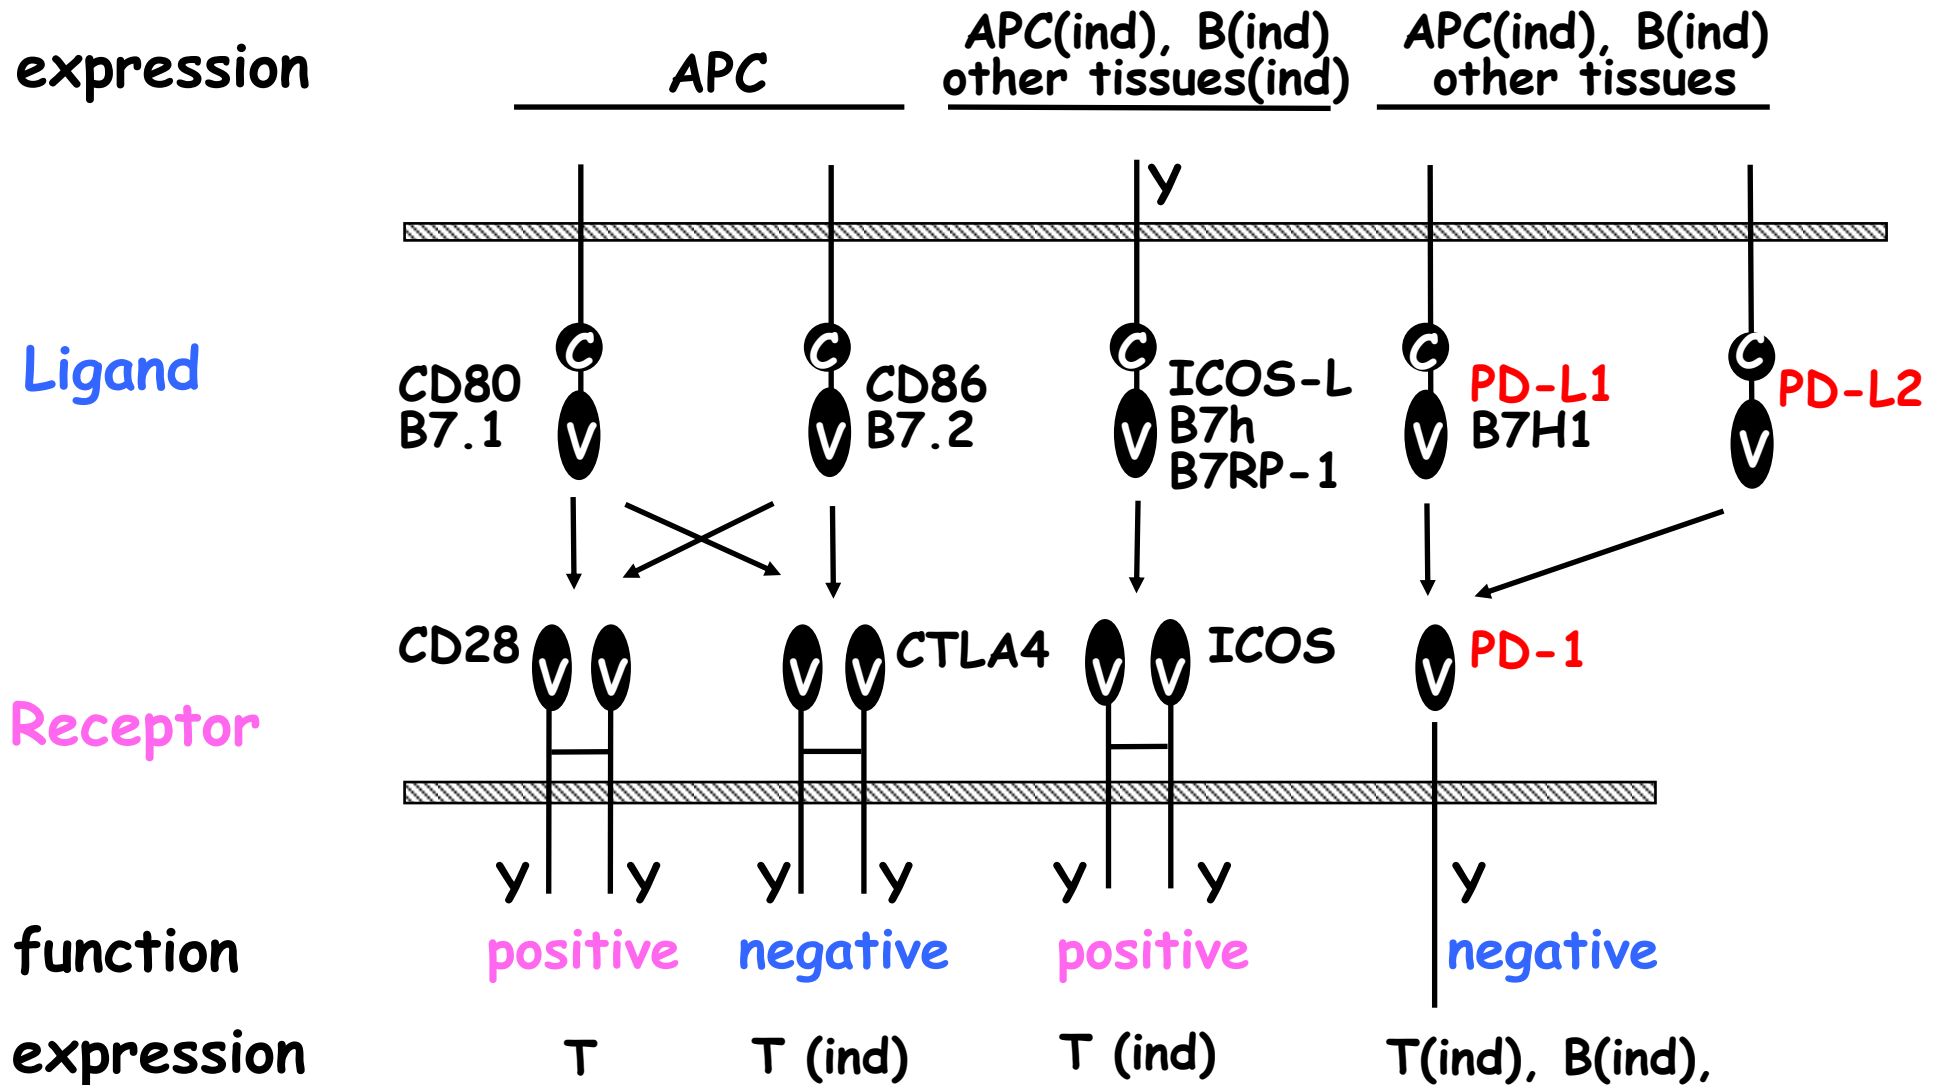 expression
APC
APC(ind), B(ind)
other tissues(ind)
APC(ind), B(ind)
other tissues
Y
Ligand
C
C
C
C
C
CD80
B7.1
CD86
B7.2
ICOS-L
B7h
B7RP-1
PD-L1
B7H1
PD-L2
V
V
V
V
V
Receptor
CD28
V
V
V
V
CTLA4
V
V
ICOS
V
PD-1
Y
Y
Y
Y
Y
Y
Y
function
positive
negative
positive
negative
expression
T
T (ind)
T (ind)
T(ind), B(ind),